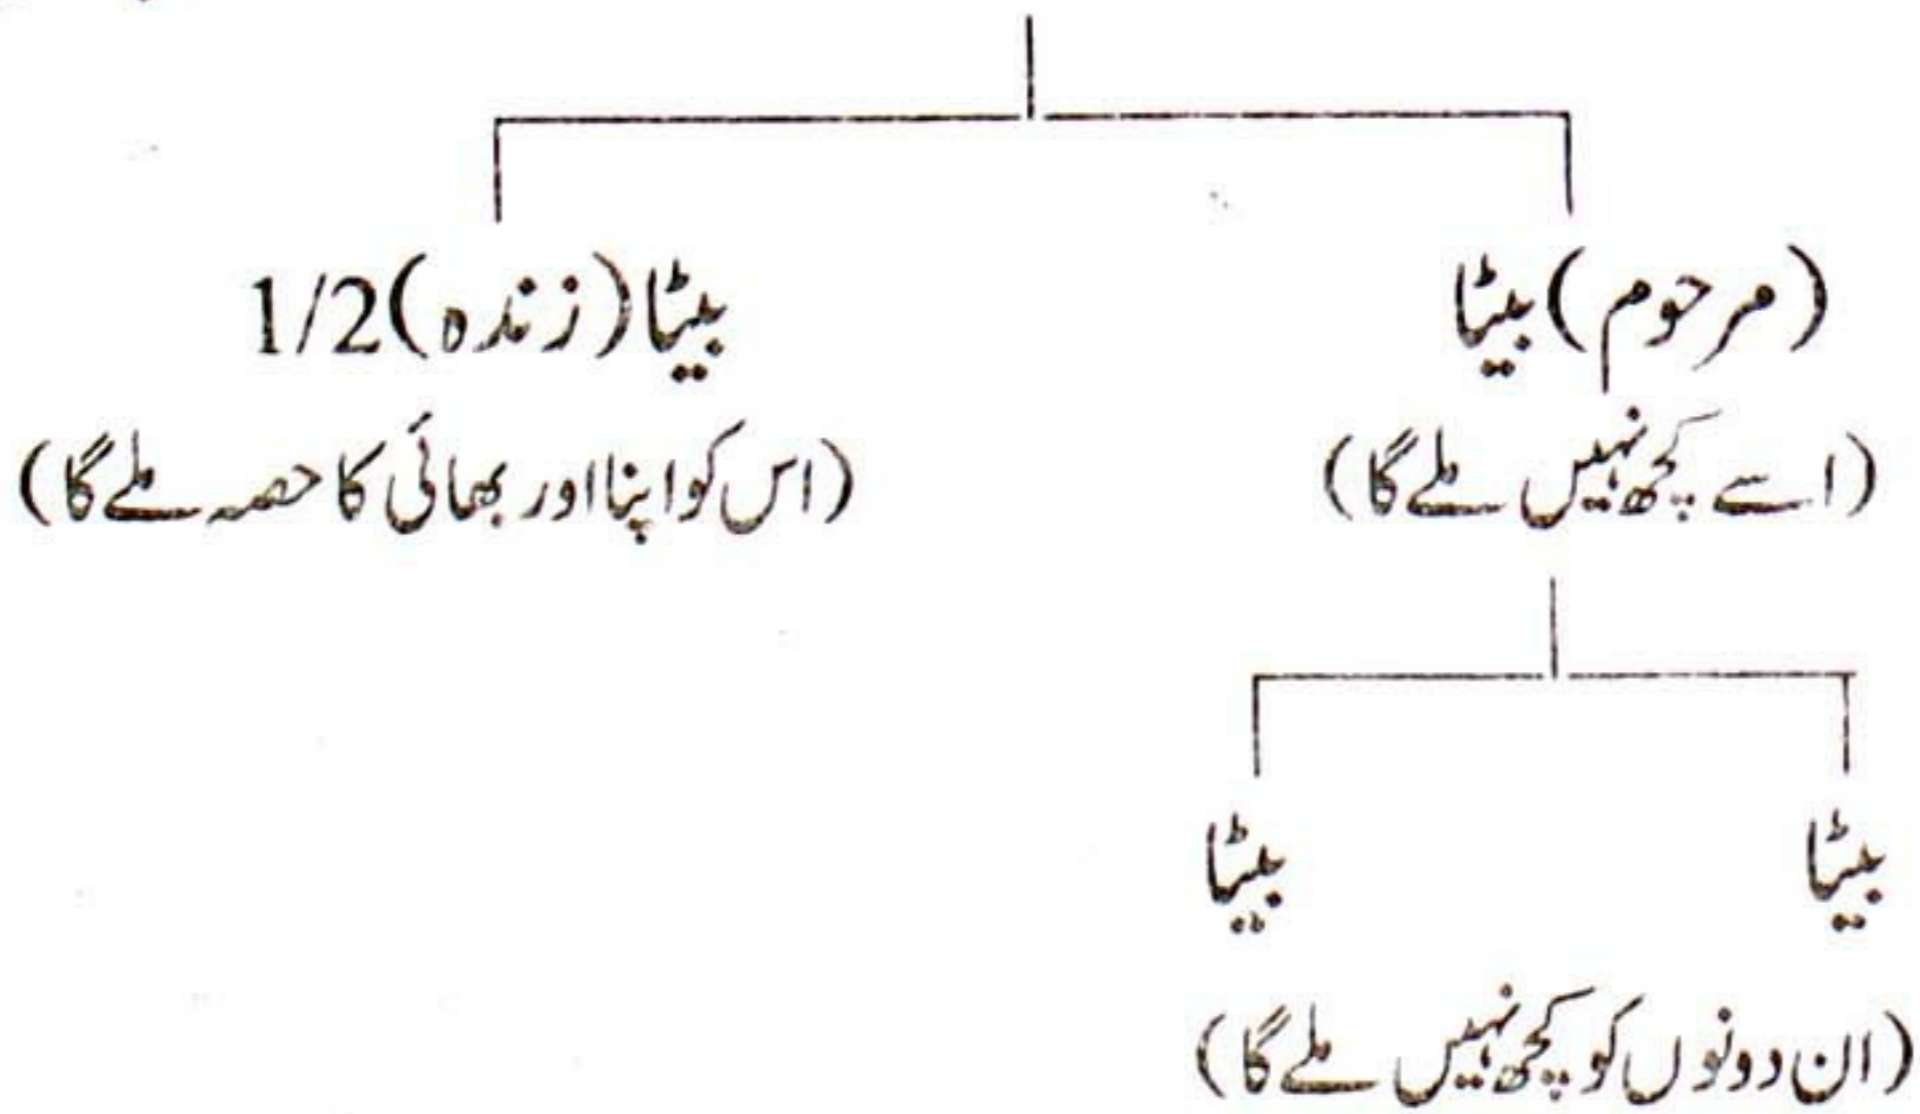 (مرحوم) بیٹا
بیٹا (زندہ) 1/2
(اسے کچھ نہیں ملے گا)
(اس کو اپنا اور بھائی کا حصہ ملے گا)
بیٹا
بیٹا
(ان دونوں کو کچھ نہیں ملے گا)